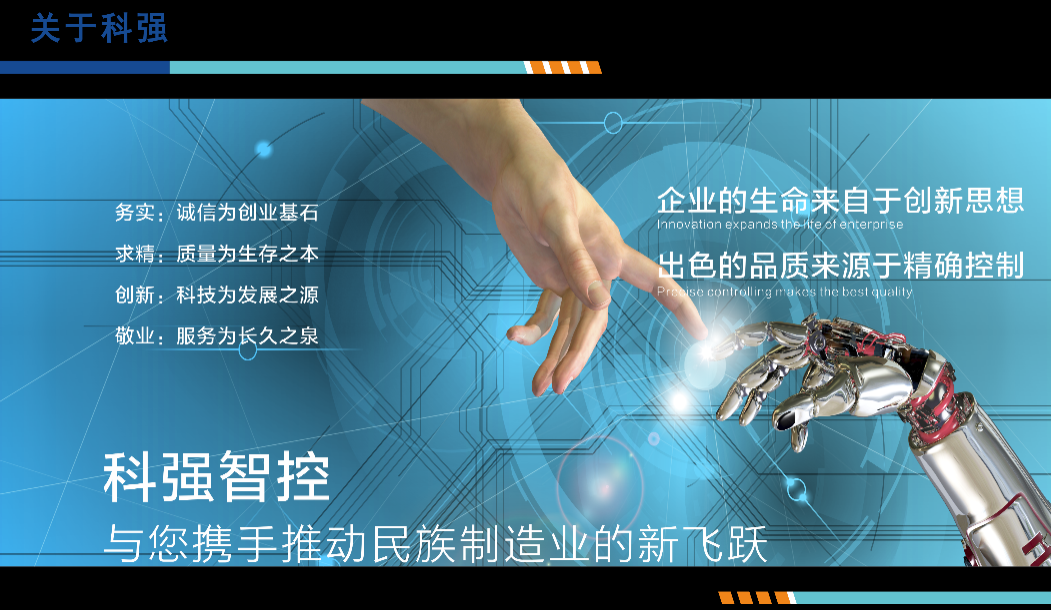 关于科强
务实：诚信为创业基石
求精：质量为生存之本
创新：科技为发展之源
敬业：服务为长久之泉
企业的生命来自于创新思想
Innovation expands the life of enterprise
出色的品质来源于精确控制
Precise controlling makes the best quality
科强智控
与您携手推动民族制造业的新飞跃